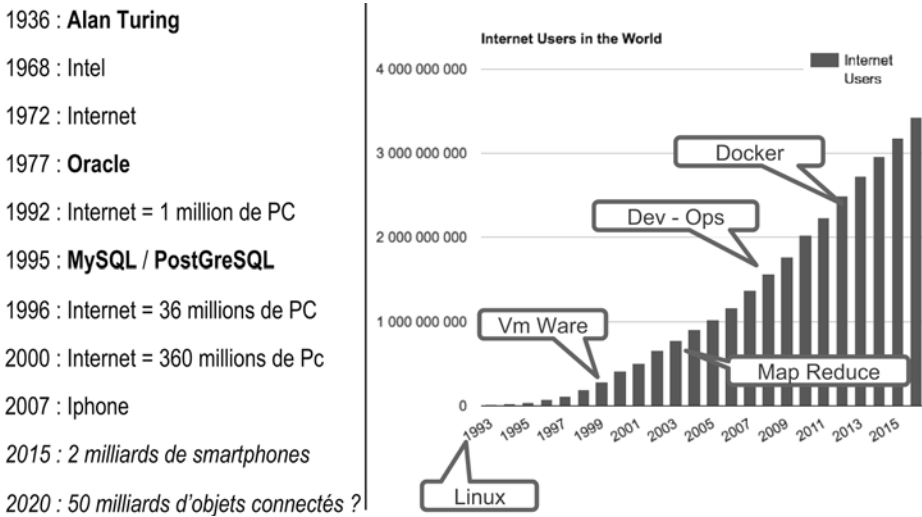 1936 : Alan Turing
1968 : Intel
1972 : Internet
1977 : Oracle
1992 : Internet = 1 million de PC
1995 : MySQL / PostGreSQL
1996 : Internet = 36 millions de PC
2000 : Internet = 360 millions de Pc
2007 : Iphone
2015 : 2 milliards de smartphones
2020 : 50 milliards d'objets connectés ?
Internet Users in the World
Internet
Users
4 000 000 000
3 000 000 000
2 000 000 000
1 000 000 000
0
Docker
Dev - Ops
Vm Ware
Map Reduce
1993
1995
1997
1999
2001
2003
2005
2007
2009
2011
2013
2015
Linux